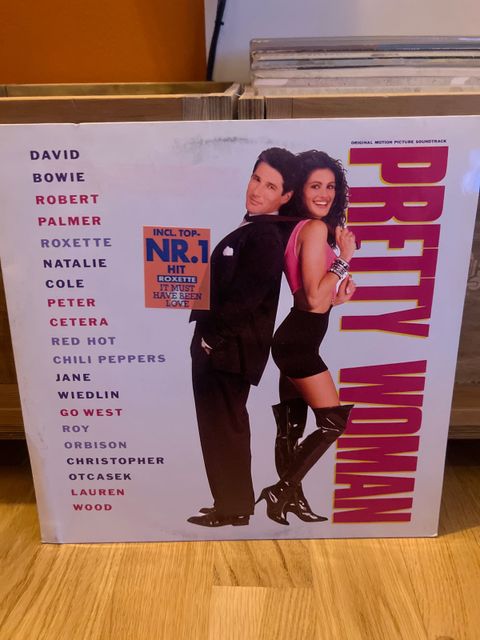 DAVID
BOWIE
ROBERT
PALMER
ROXETTE
NATALIE
COLE
PETER
CETERA
RED HOT
CHILI PEPPERS
JANE
WIEDLIN
GO WEST
ROY
ORBISON
CHRISTOPHER
OTCASEK
LAUREN
WOOD
INCL. TOP-
NR.1
HIT
ROXETTE
IT MUST
HAVE BEEN
LOVE
ORIGINAL MOTION PICTURE SOUNDTRACK
PRETTY WOMAN